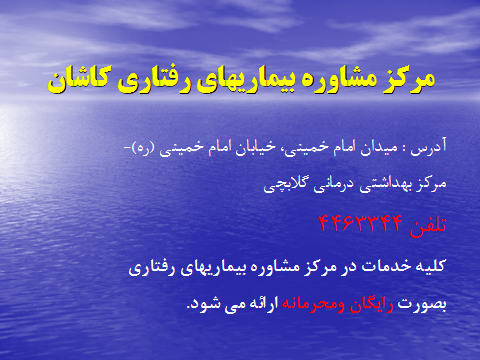 مرکز مشاوره بیماریهای رفتاری کاشان
آدرس : میدان امام خمینی، خیابان امام خمینی (ره)-
مرکز بهداشتی درمانی گلابچی
تلفن ۴۴۶۳۳۴۴
کلیه خدمات در مرکز مشاوره بیماریهای رفتاری
بصورت رایگان ومحرمانه ارائه می شود.